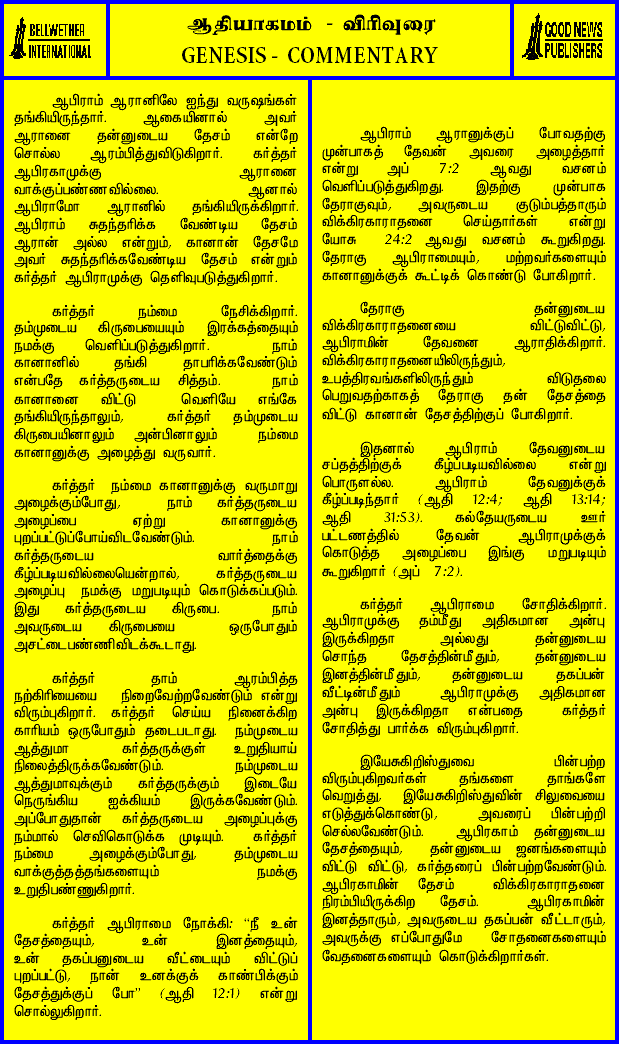 BELLWETHER
INTERNATIONAL
ஆதியாகமம் - விரிவுரை
GENESIS - COMMENTARY
GOOD NEWS
PUBLISHERS
ஆபிராம் ஆரானிலே ஐந்து வருஷங்கள்
தங்கியிருந்தார். ஆகையினால் அவர்
ஆரானை தன்னுடைய தேசம் என்றே
சொல்ல ஆரம்பித்துவிடுகிறார். கர்த்தர்
ஆபிரகாமுக்கு ஆரானை
வாக்குப்பண்ணவில்லை. ஆனால்
ஆபிராமோ ஆரானில் தங்கியிருக்கிறார்.
ஆபிராம் சுதந்தரிக்க வேண்டிய தேசம்
ஆரான் அல்ல என்றும், கானான் தேசமே
அவர் சுதந்தரிக்கவேண்டிய தேசம் என்றும்
கர்த்தர் ஆபிராமுக்கு தெளிவுபடுத்துகிறார்.
கர்த்தர் நம்மை நேசிக்கிறார்.
தம்முடைய கிருபையையும் இரக்கத்தையும்
நமக்கு வெளிப்படுத்துகிறார். நாம்
கானானில் தங்கி தாபரிக்கவேண்டும்
என்பதே கர்த்தருடைய சித்தம். நாம்
கானானை விட்டு வெளியே எங்கே
தங்கியிருந்தாலும், கர்த்தர் தம்முடைய
கிருபையினாலும் அன்பினாலும் நம்மை
கானானுக்கு அழைத்து வருவார்.
கர்த்தர் நம்மை கானானுக்கு வருமாறு
அழைக்கும்போது, நாம் கர்த்தருடைய
அழைப்பை ஏற்று கானானுக்கு
புறப்பட்டுப்போய்விடவேண்டும். நாம்
கர்த்தருடைய வார்த்தைக்கு
கீழ்ப்படியவில்லையென்றால், கர்த்தருடைய
அழைப்பு நமக்கு மறுபடியும் கொடுக்கப்படும்.
இது கர்த்தருடைய கிருபை. நாம்
அவருடைய கிருபையை ஒருபோதும்
அசட்டைபண்ணிவிடக்கூடாது.
கர்த்தர் தாம் ஆரம்பித்த
நற்கிரியையை நிறைவேற்றவேண்டும் என்று
விரும்புகிறார். கர்த்தர் செய்ய நினைக்கிற
காரியம் ஒருபோதும் தடைபடாது. நம்முடைய
ஆத்துமா கர்த்தருக்குள் உறுதியாய்
நிலைத்திருக்கவேண்டும். நம்முடைய
ஆத்துமாவுக்கும் கர்த்தருக்கும் இடையே
நெருங்கிய ஐக்கியம் இருக்கவேண்டும்.
அப்போதுதான் கர்த்தருடைய அழைப்புக்கு
நம்மால் செவிகொடுக்க முடியும். கர்த்தர்
நம்மை அழைக்கும்போது, தம்முடைய
வாக்குத்தத்தங்களையும் நமக்கு
உறுதிபண்ணுகிறார்.
கர்த்தர் ஆபிராமை நோக்கி: “நீ உன்
தேசத்தையும், உன் இனத்தையும்,
உன் தகப்பனுடைய வீட்டையும் விட்டுப்
புறப்பட்டு, நான் உனக்குக் காண்பிக்கும்
தேசத்துக்குப் போ” (ஆதி 12:1) என்று
சொல்லுகிறார்.
ஆபிராம் ஆரானுக்குப் போவதற்கு
முன்பாகத் தேவன் அவரை அழைத்தார்
என்று அப் 7:2 ஆவது வசனம்
வெளிப்படுத்துகிறது. இதற்கு முன்பாக
தேராகுவும், அவருடைய குடும்பத்தாரும்
விக்கிரகாராதனை செய்தார்கள் என்று
யோசு 24:2 ஆவது வசனம் கூறுகிறது.
தேராகு ஆபிராமையும், மற்றவர்களையும்
கானானுக்குக் கூட்டிக் கொண்டு போகிறார்.
தேராகு தன்னுடைய
விக்கிரகாராதனையை விட்டுவிட்டு,
ஆபிராமின் தேவனை ஆராதிக்கிறார்.
விக்கிரகாராதனையிலிருந்தும்,
உபத்திரவங்களிலிருந்தும் விடுதலை
பெறுவதற்காகத் தேராகு தன் தேசத்தை
விட்டு கானான் தேசத்திற்குப் போகிறார்.
இதனால் ஆபிராம் தேவனுடைய
சப்தத்திற்குக் கீழ்ப்படியவில்லை என்று
பொருளல்ல. ஆபிராம் தேவனுக்குக்
கீழ்ப்படிந்தார் (ஆதி 12:4; ஆதி 13:14;
ஆதி 31:53). கல்தேயருடைய ஊர்
பட்டணத்தில் தேவன் ஆபிராமுக்குக்
கொடுத்த அழைப்பை இங்கு மறுபடியும்
கூறுகிறார் (அப் 7:2).
கர்த்தர் ஆபிராமை சோதிக்கிறார்.
ஆபிராமுக்கு தம்மீது அதிகமான அன்பு
இருக்கிறதா அல்லது தன்னுடைய
சொந்த தேசத்தின்மீதும், தன்னுடைய
இனத்தின்மீதும், தன்னுடைய தகப்பன்
வீட்டின்மீதும் ஆபிராமுக்கு அதிகமான
அன்பு இருக்கிறதா என்பதை கர்த்தர்
சோதித்து பார்க்க விரும்புகிறார்.
இயேசுகிறிஸ்துவை பின்பற்ற
விரும்புகிறவர்கள் தங்களை தாங்களே
வெறுத்து, இயேசுகிறிஸ்துவின் சிலுவையை
எடுத்துக்கொண்டு, அவரைப் பின்பற்றி
செல்லவேண்டும். ஆபிரகாம் தன்னுடைய
தேசத்தையும், தன்னுடைய ஜனங்களையும்
விட்டு விட்டு, கர்த்தரைப் பின்பற்றவேண்டும்.
ஆபிரகாமின் தேசம் விக்கிரகாராதனை
நிரம்பியிருக்கிற தேசம். ஆபிரகாமின்
இனத்தாரும், அவருடைய தகப்பன் வீட்டாரும்,
அவருக்கு எப்போதுமே சோதனைகளையும்
வேதனைகளையும் கொடுக்கிறார்கள்.